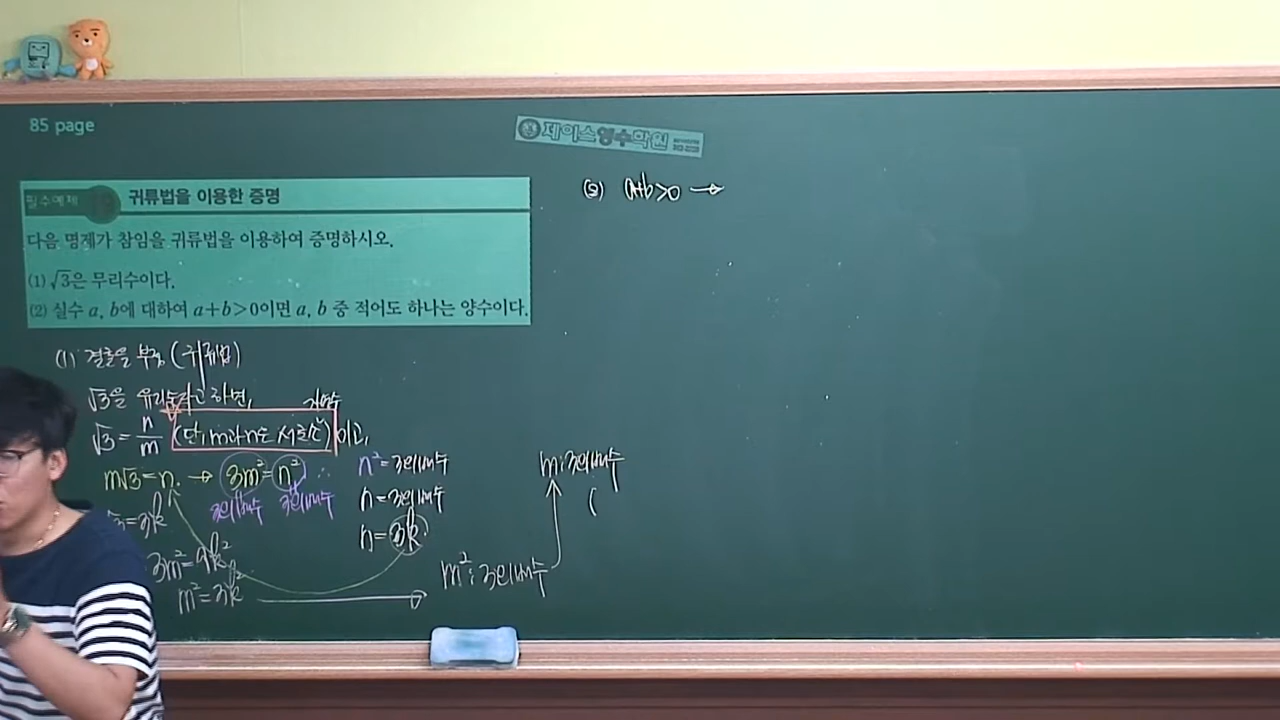 85 page
제이스영수학원
필수예제
귀류법을 이용한 증명
다음 명제가 참임을 귀류법을 이용하여 증명하시오.
(1) √3은 무리수이다.
(2) 실수 a, b에 대하여 a+b>0이면 a, b 중 적어도 하나는 양수이다.
(1) 결론을 부정 (귀류법)
√3을 유리수라고 하면,
자연수
√3 = n/m (단, m과 n은 서로소) 이고,
m√3 = n. → 3m² = n² ∴
3의배수 3의배수
√3=3k
3m²=9k²
m²=3k²
n²=3의배수
n=3의배수
n=3k
m²: 3의배수
m: 3의배수
(
(2) a+b>0 →